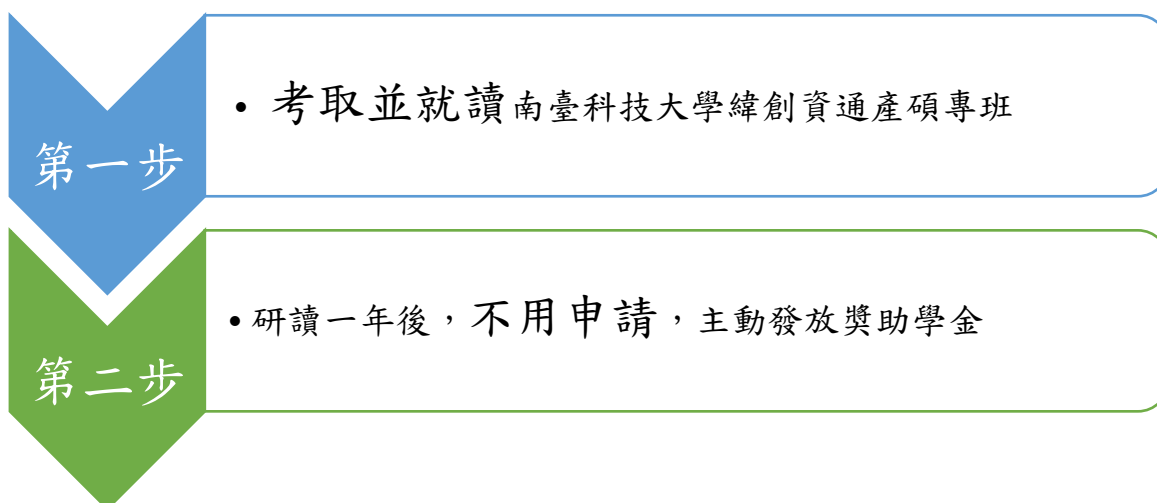 第一步
• 考取並就讀南臺科技大學緯創資通產碩專班
第二步
• 研讀一年後，不用申請，主動發放獎助學金